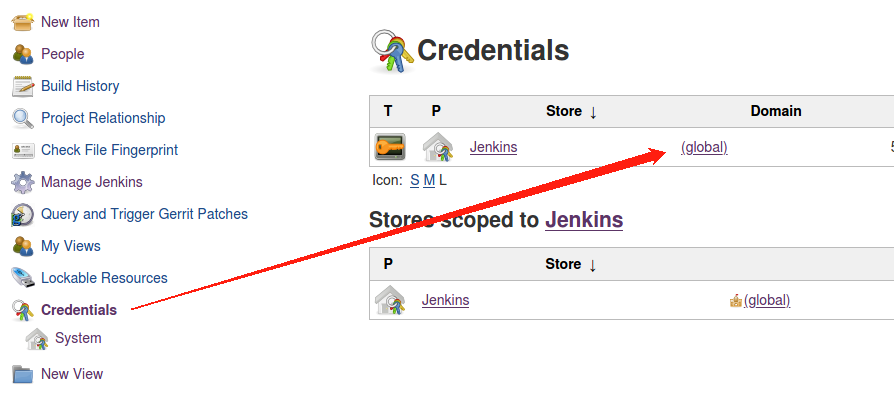 New Item
People
Build History
Project Relationship
Check File Fingerprint
Manage Jenkins
Query and Trigger Gerrit Patches
My Views
Lockable Resources
Credentials
System
New View
Credentials
T P Store ↓ Domain
Jenkins (global)
Icon: S M L
Stores scoped to Jenkins
P Store ↓
Jenkins (global)